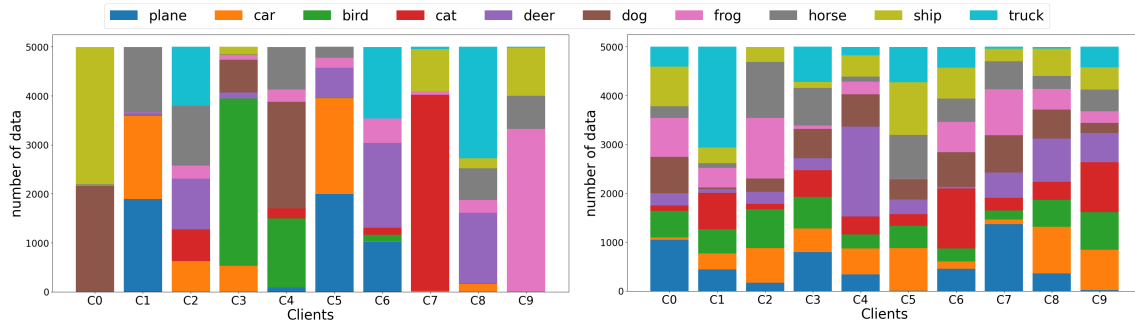 plane car bird cat deer dog frog horse ship truck
number of data
5000
4000
3000
2000
1000
0
C0 C1 C2 C3 C4 C5 C6 C7 C8 C9
Clients
number of data
5000
4000
3000
2000
1000
0
C0 C1 C2 C3 C4 C5 C6 C7 C8 C9
Clients